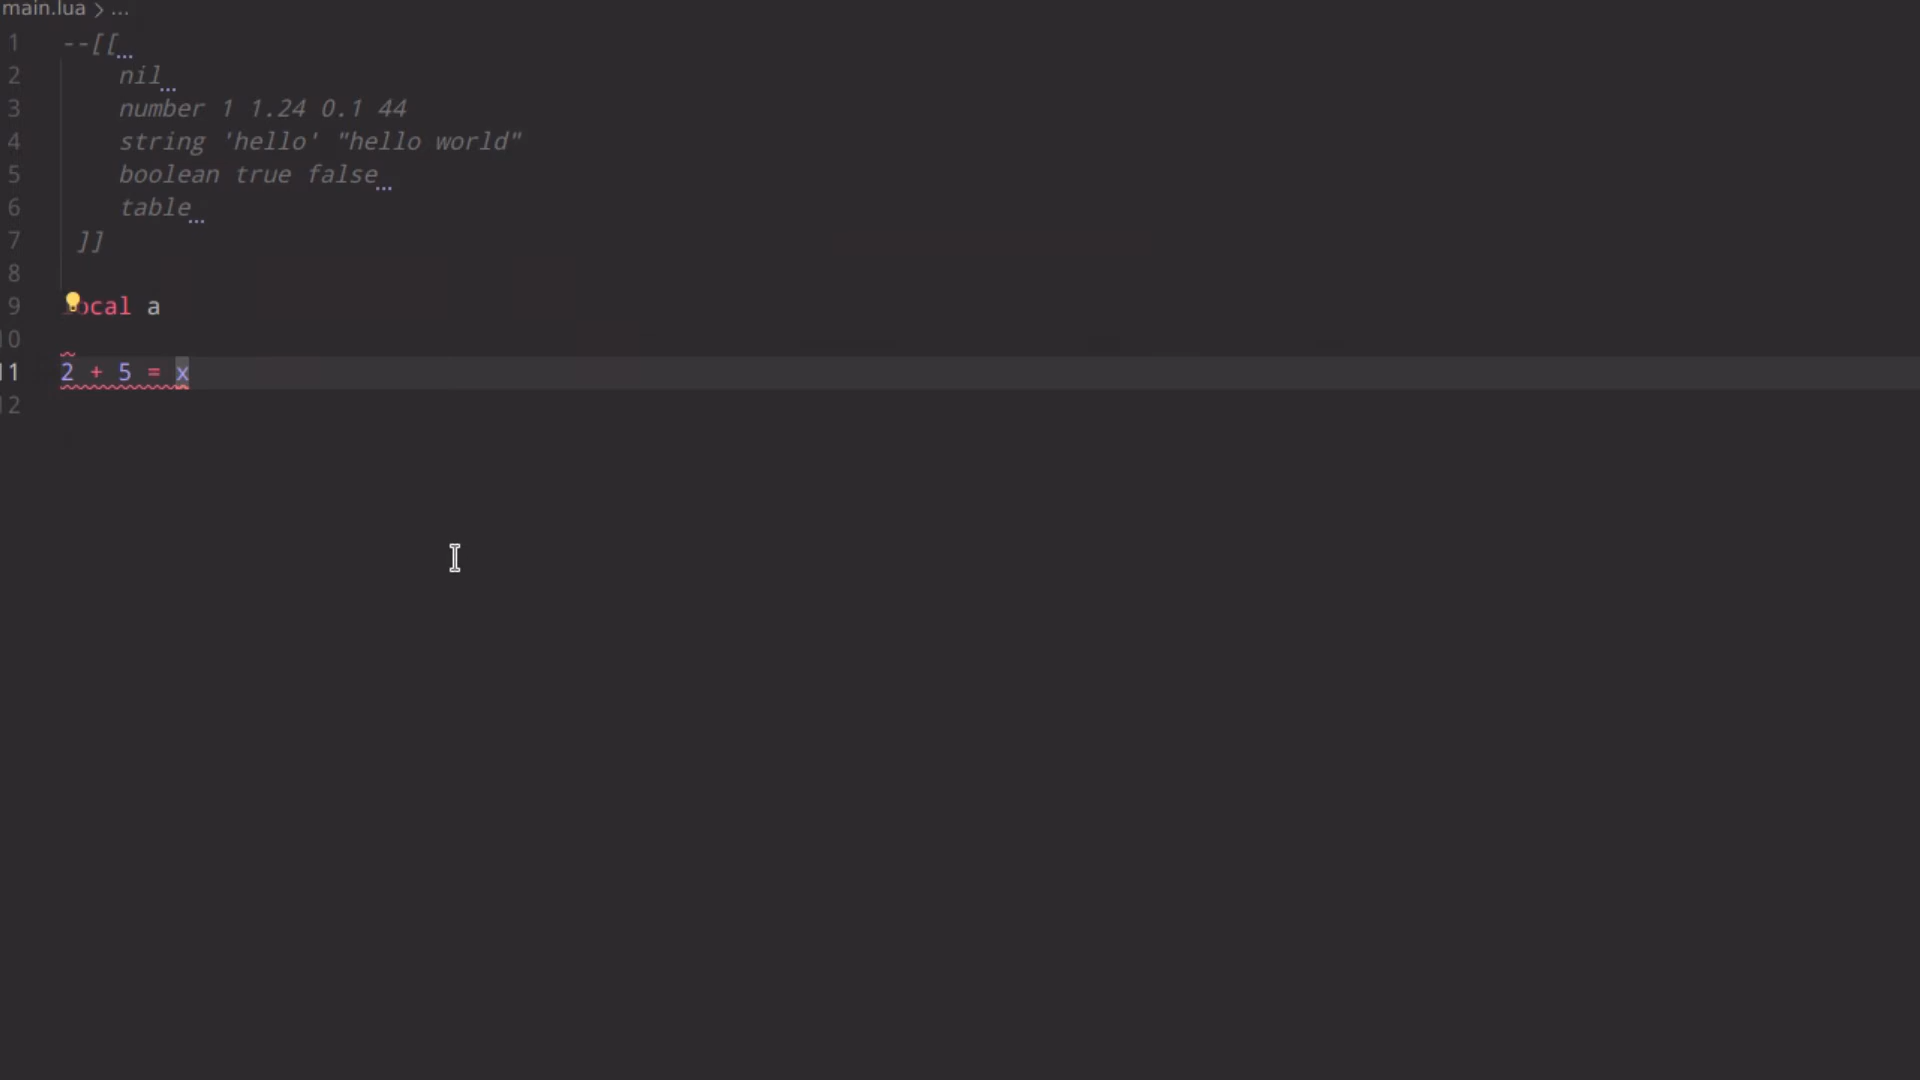 main.lua > ...
1 --[[
2 nil
3 number 1 1.24 0.1 44
4 string 'hello' "hello world"
5 boolean true false
6 table
7 ]]
8
9 local a
10
11 2 + 5 = x
12